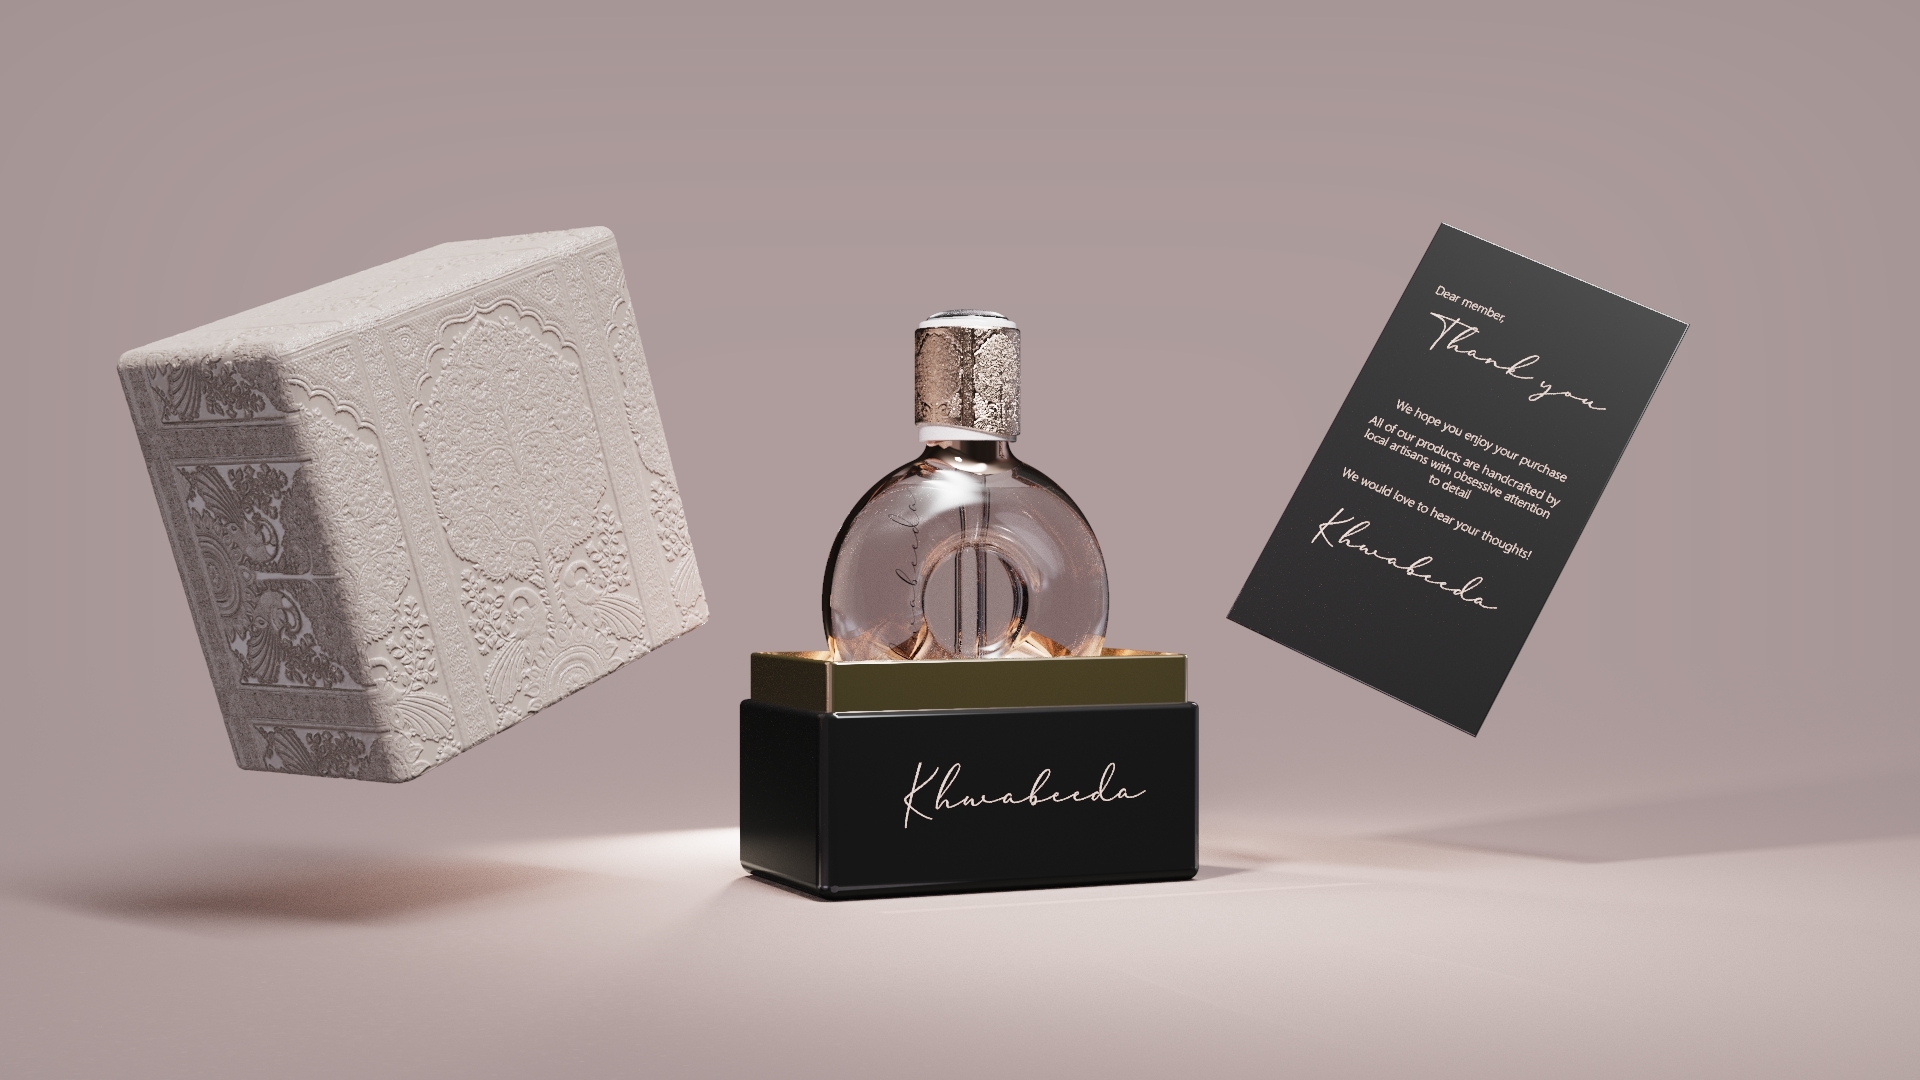 Khwabeeda
Khwabeeda
Dear member,
Thank you
We hope you enjoy your purchase
All of our products are handcrafted by
local artisans with obsessive attention
to detail
We would love to hear your thoughts!
Khwabeeda